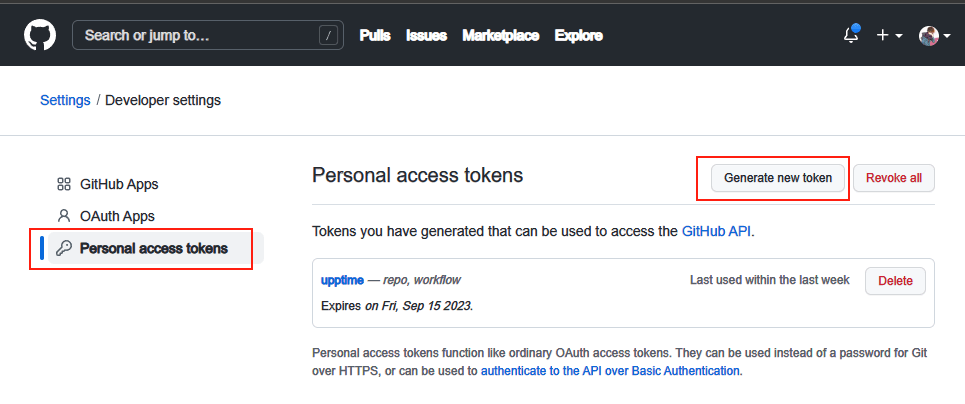 Search or jump to... / Pulls Issues Marketplace Explore
Settings / Developer settings
GitHub Apps
OAuth Apps
Personal access tokens
Personal access tokens Generate new token Revoke all
Tokens you have generated that can be used to access the GitHub API.
upptime — repo, workflow Last used within the last week Delete
Expires on Fri, Sep 15 2023.
Personal access tokens function like ordinary OAuth access tokens. They can be used instead of a password for Git
over HTTPS, or can be used to authenticate to the API over Basic Authentication.